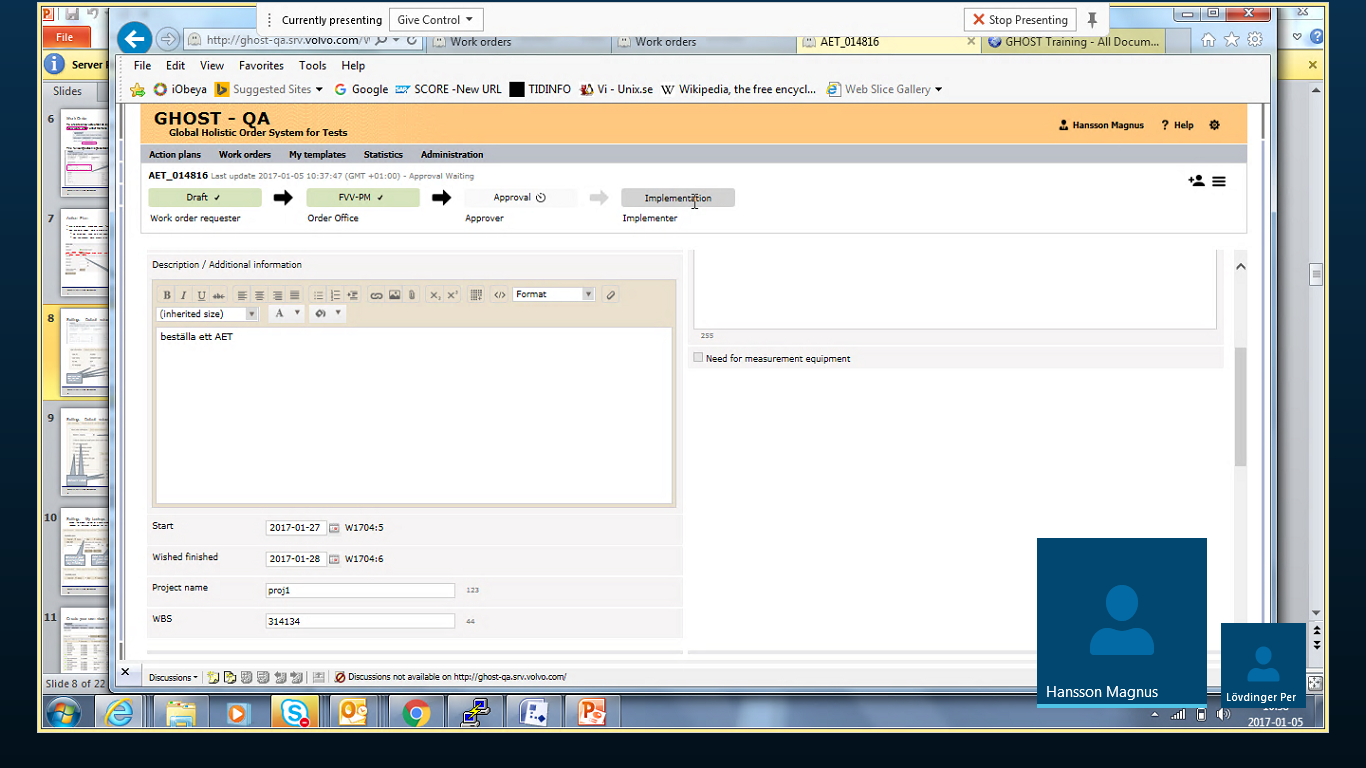 Currently presenting
Give Control
Stop Presenting
File
http://ghost-qa.srv.volvo.com/W
Work orders
Work orders
AET_014816
GHOST Training - All Docum...
Server
File Edit View Favorites Tools Help
iObeya Suggested Sites Google SCORE -New URL TIDINFO Vi - Unix.se Wikipedia, the free encycl... Web Slice Gallery
Slides
6
7
8
9
10
11
GHOST - QA
Global Holistic Order System for Tests
Hansson Magnus ? Help
Action plans Work orders My templates Statistics Administration
AET_014816 Last update 2017-01-05 10:37:47 (GMT +01:00) - Approval Waiting
Draft ✓ FVV-PM ✓ Approval Implementation
Work order requester Order Office Approver Implementer
Description / Additional information
B I U abc Format
(inherited size) A
beställa ett AET
255
Need for measurement equipment
Start 2017-01-27 W1704:5
Wished finished 2017-01-28 W1704:6
Project name proj1 123
WBS 314134 44
Discussions Discussions not available on http://ghost-qa.srv.volvo.com/
Slide 8 of 22
Hansson Magnus
Lövdinger Per
2017-01-05